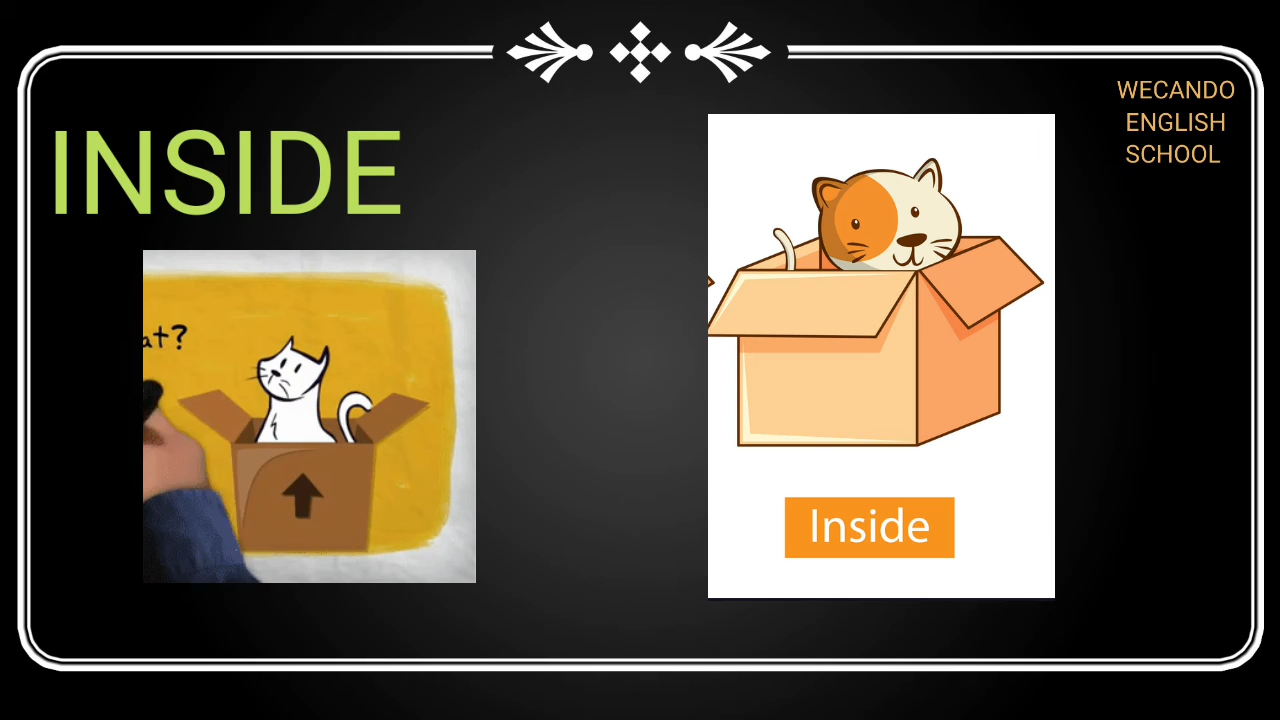 INSIDE
WECANDO
ENGLISH
SCHOOL
at?
Inside